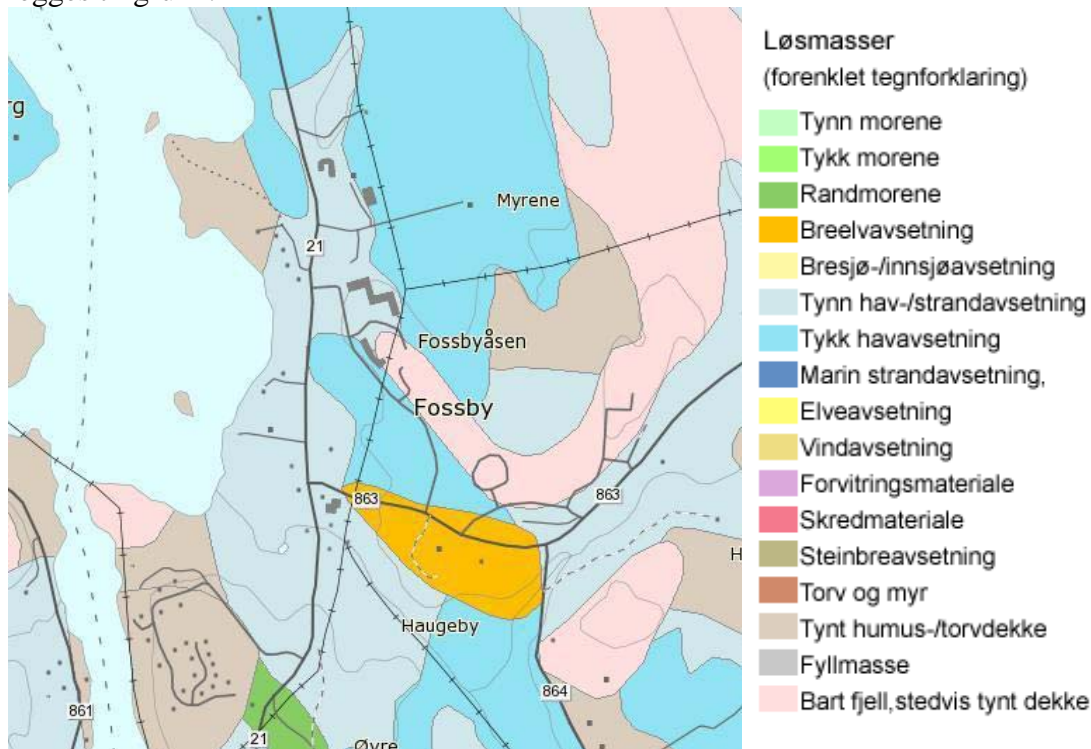 rg
Myrene
21
Fossbyåsen
Fossby
863
863
H
Haugeby
861
864
21
Øvre
Løsmasser
(forenklet tegnforklaring)
Tynn morene
Tykk morene
Randmorene
Breelvavsetning
Bresjø-/innsjøavsetning
Tynn hav-/strandavsetning
Tykk havavsetning
Marin strandavsetning,
Elveavsetning
Vindavsetning
Forvitringsmateriale
Skredmateriale
Steinbreavsetning
Torv og myr
Tynt humus-/torvdekke
Fyllmasse
Bart fjell,stedvis tynt dekke